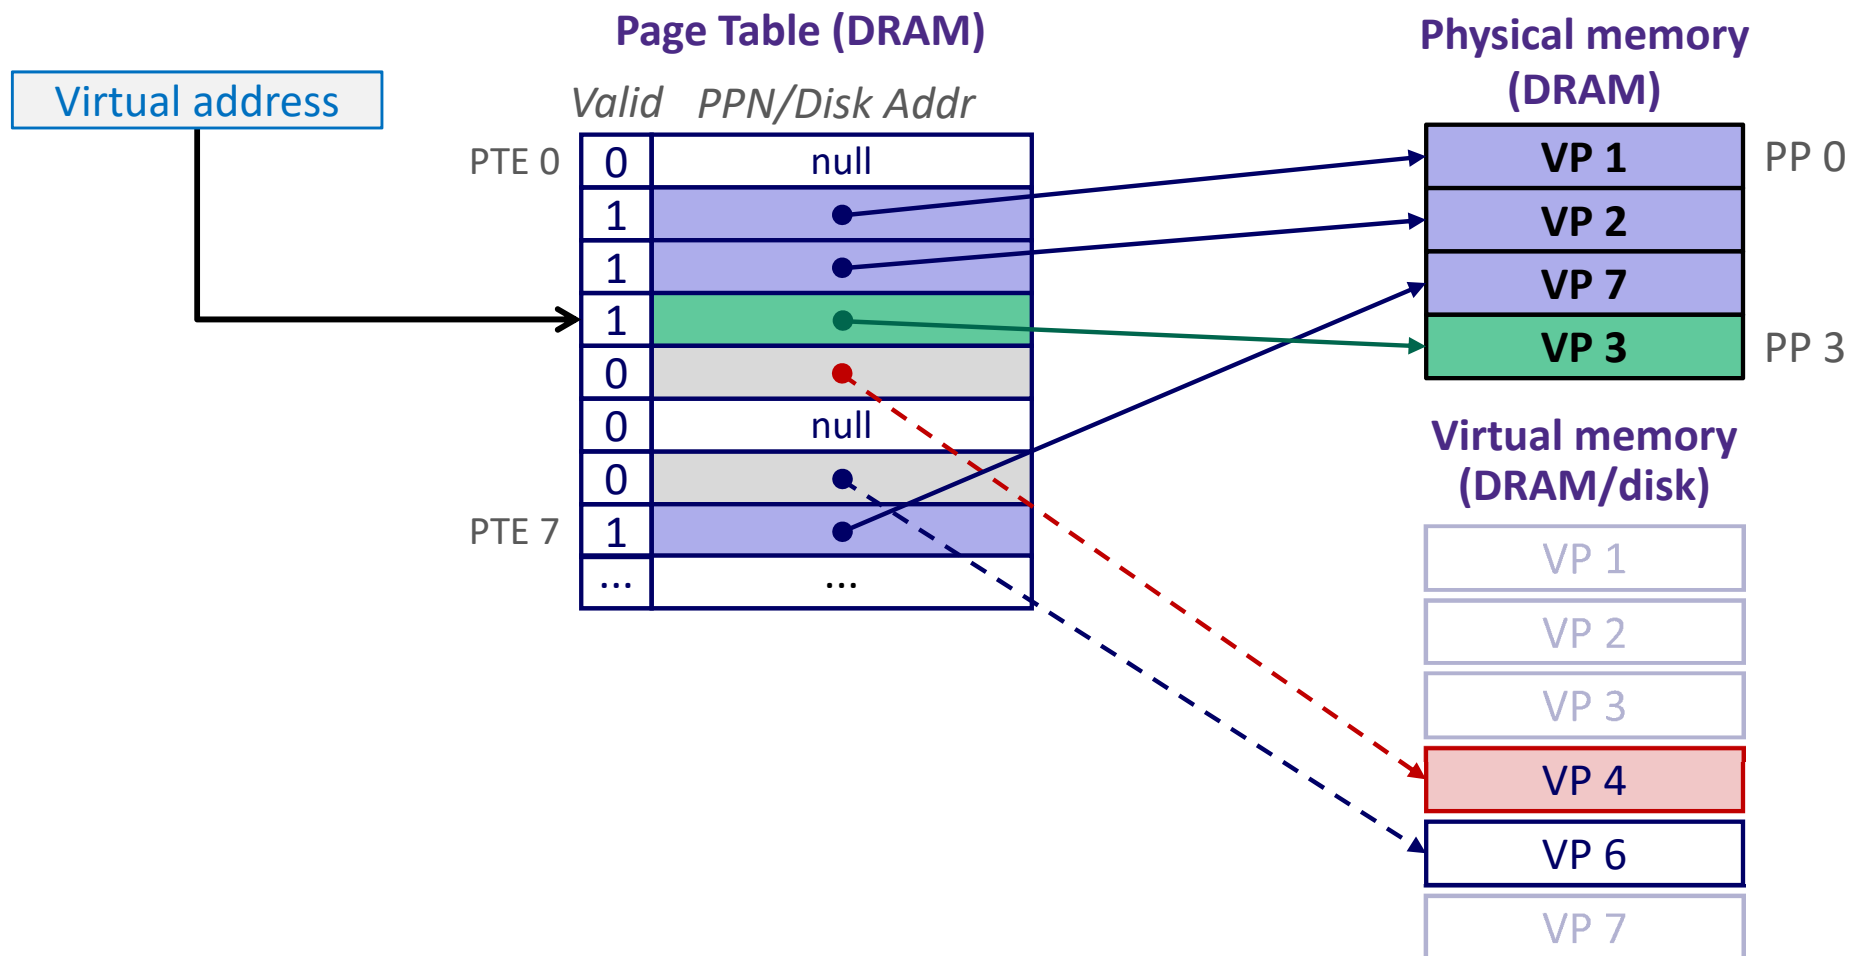 Page Table (DRAM)
Physical memory
(DRAM)
Virtual address
Valid PPN/Disk Addr
PTE 0 0 null
1
1
1
0
0 null
0
PTE 7 1
... ...
VP 1 PP 0
VP 2
VP 7
VP 3 PP 3
Virtual memory
(DRAM/disk)
VP 1
VP 2
VP 3
VP 4
VP 6
VP 7